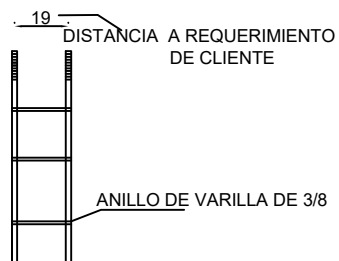 19
DISTANCIA A REQUERIMIENTO
DE CLIENTE
ANILLO DE VARILLA DE 3/8